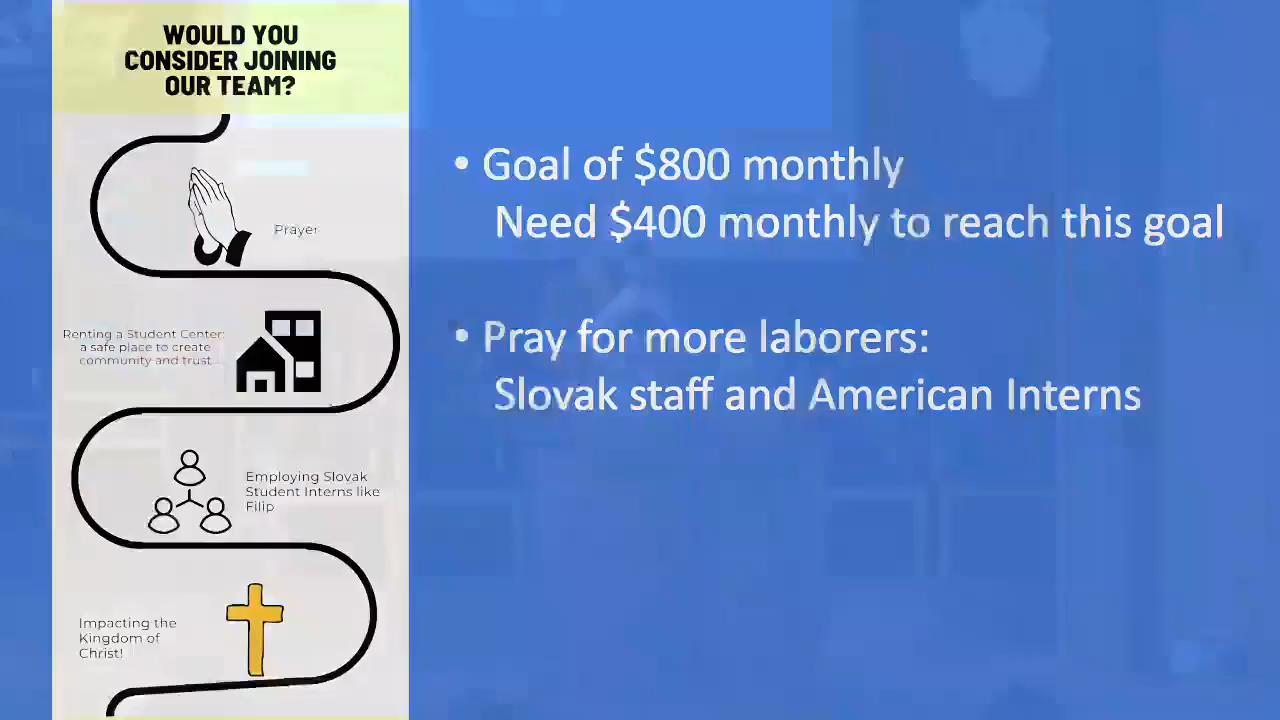 WOULD YOU
CONSIDER JOINING
OUR TEAM?
Prayer
Renting a Student Center:
a safe place to create
community and trust
Employing Slovak
Student Interns like
Filip
Impacting the
Kingdom of
Christ!
• Goal of $800 monthly
Need $400 monthly to reach this goal
• Pray for more laborers:
Slovak staff and American Interns